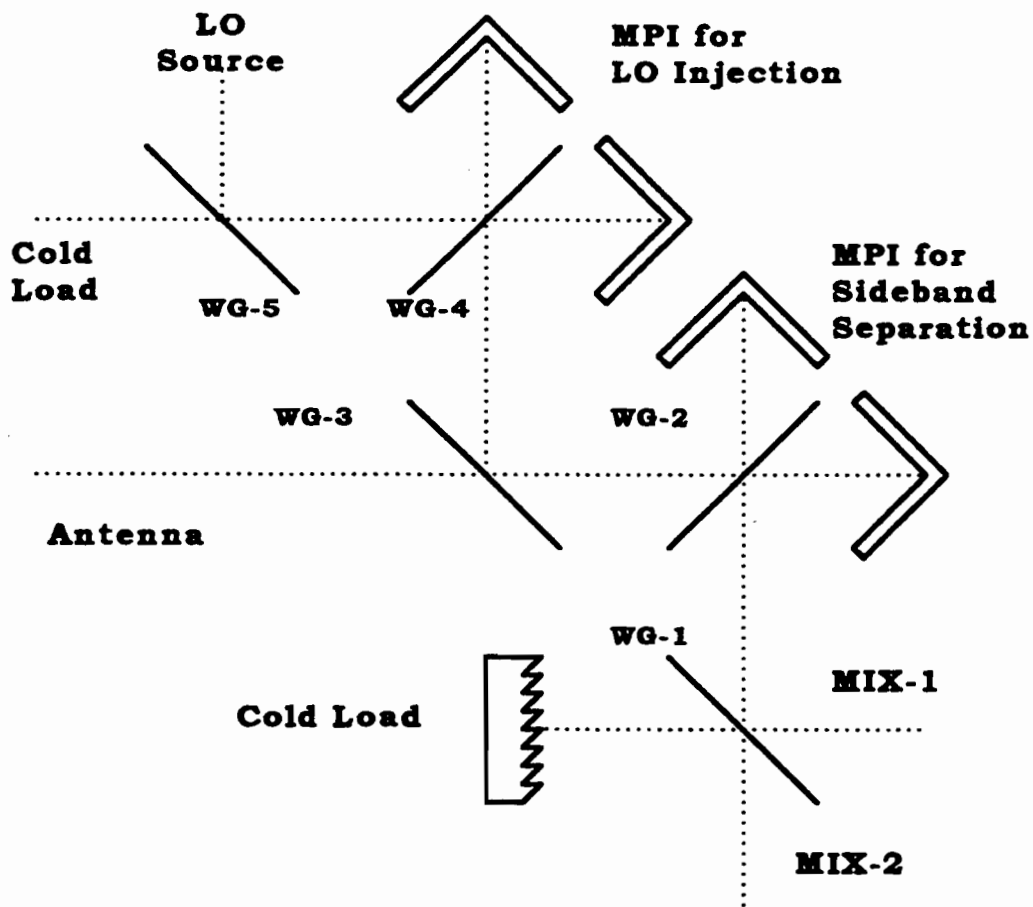 LO
Source
MPI for
LO Injection
Cold
Load
WG-5
WG-4
MPI for
Sideband
Separation
WG-3
WG-2
Antenna
WG-1
MIX-1
Cold Load
MIX-2